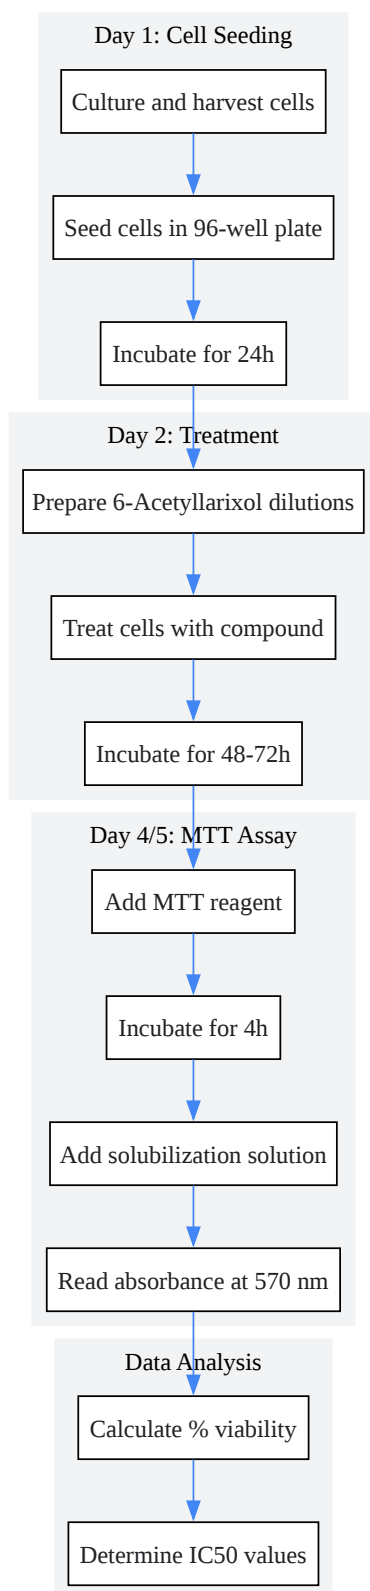 Day 1: Cell Seeding
Culture and harvest cells
Seed cells in 96-well plate
Incubate for 24h
Day 2: Treatment
Prepare 6-Acetyllarixol dilutions
Treat cells with compound
Incubate for 48-72h
Day 4/5: MTT Assay
Add MTT reagent
Incubate for 4h
Add solubilization solution
Read absorbance at 570 nm
Data Analysis
Calculate % viability
Determine IC50 values